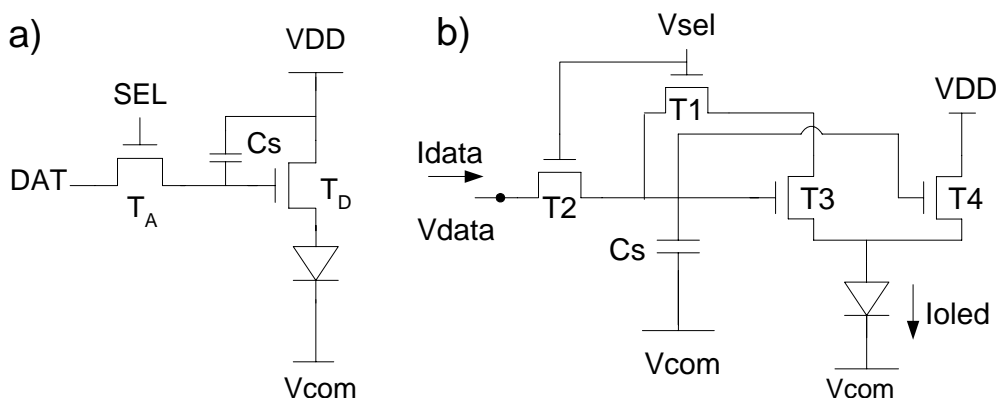 a)
VDD
SEL
Cs
DAT
T_A
T_D
Vcom
b)
Vsel
VDD
T1
Idata
T2
T3
T4
Vdata
Cs
Ioled
Vcom
Vcom